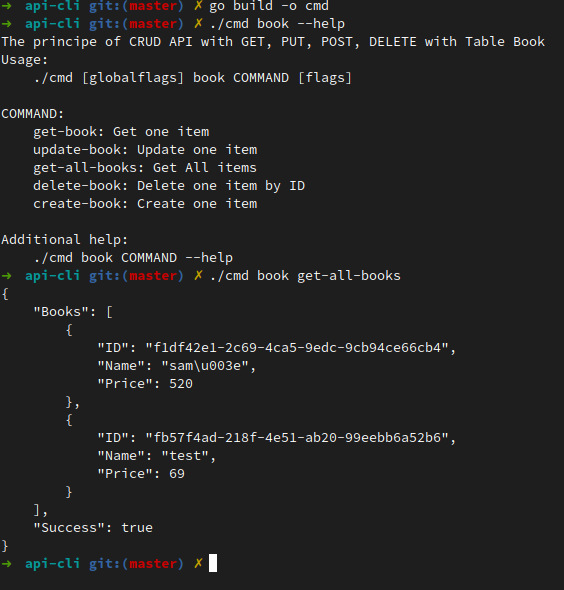 ➜  api-cli git:(master) ✗ go build -o cmd
➜  api-cli git:(master) ✗ ./cmd book --help
The principe of CRUD API with GET, PUT, POST, DELETE with Table Book
Usage:
    ./cmd [globalflags] book COMMAND [flags]

COMMAND:
    get-book: Get one item
    update-book: Update one item
    get-all-books: Get All items
    delete-book: Delete one item by ID
    create-book: Create one item

Additional help:
    ./cmd book COMMAND --help
➜  api-cli git:(master) ✗ ./cmd book get-all-books
{
    "Books": [
        {
            "ID": "f1df42e1-2c69-4ca5-9edc-9cb94ce66cb4",
            "Name": "sam\u003e",
            "Price": 520
        },
        {
            "ID": "fb57f4ad-218f-4e51-ab20-99eebb6a52b6",
            "Name": "test",
            "Price": 69
        }
    ],
    "Success": true
}
➜  api-cli git:(master) ✗